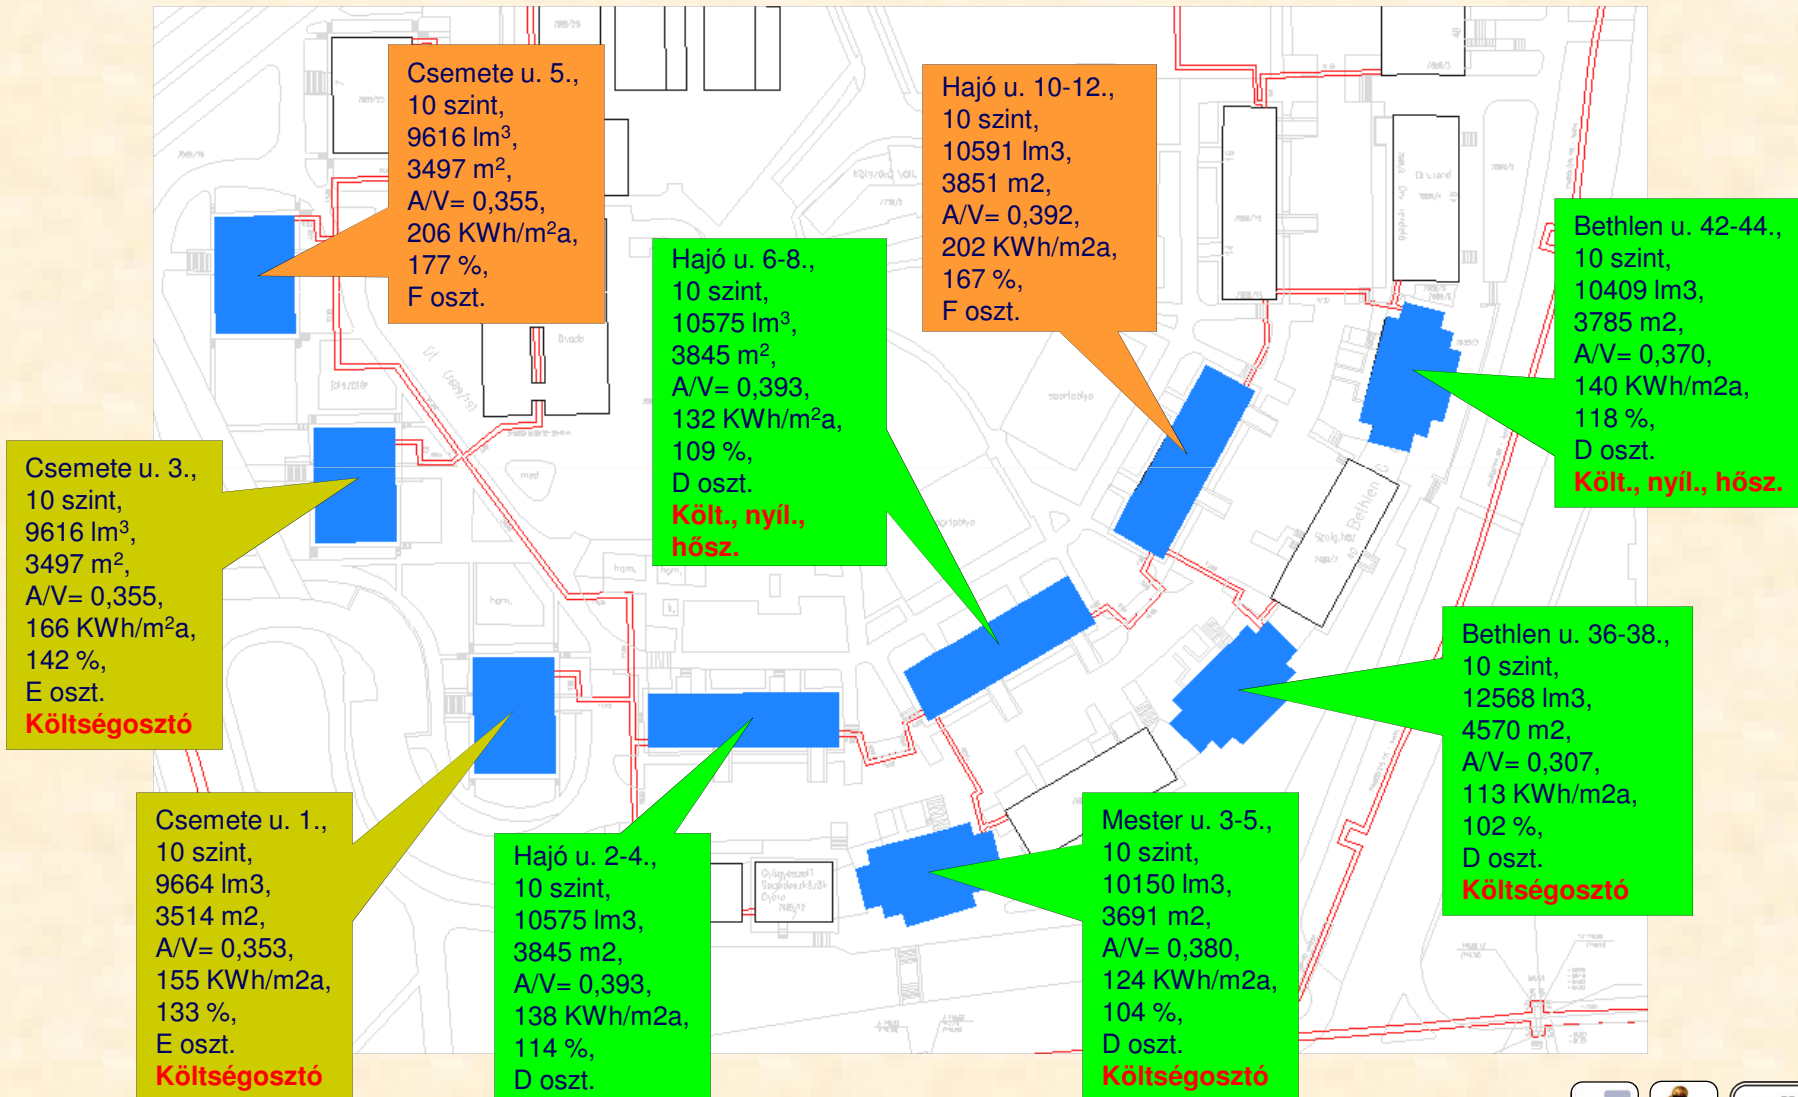 Csemete u. 5.,
10 szint,
9616 lm³,
3497 m²,
A/V= 0,355,
206 KWh/m²a,
177 %,
F oszt.
Hajó u. 10-12.,
10 szint,
10591 lm3,
3851 m2,
A/V= 0,392,
202 KWh/m2a,
167 %,
F oszt.
Bethlen u. 42-44.,
10 szint,
10409 lm3,
3785 m2,
A/V= 0,370,
140 KWh/m2a,
118 %,
D oszt.
Költ., nyíl., hősz.
Hajó u. 6-8.,
10 szint,
10575 lm³,
3845 m²,
A/V= 0,393,
132 KWh/m²a,
109 %,
D oszt.
Költ., nyíl.,
hősz.
Csemete u. 3.,
10 szint,
9616 lm³,
3497 m²,
A/V= 0,355,
166 KWh/m²a,
142 %,
E oszt.
Költségosztó
Bethlen u. 36-38.,
10 szint,
12568 lm3,
4570 m2,
A/V= 0,307,
113 KWh/m2a,
102 %,
D oszt.
Költségosztó
Csemete u. 1.,
10 szint,
9664 lm3,
3514 m2,
A/V= 0,353,
155 KWh/m2a,
133 %,
E oszt.
Költségosztó
Hajó u. 2-4.,
10 szint,
10575 lm3,
3845 m2,
A/V= 0,393,
138 KWh/m2a,
114 %,
D oszt.
Mester u. 3-5.,
10 szint,
10150 lm3,
3691 m2,
A/V= 0,380,
124 KWh/m2a,
104 %,
D oszt.
Költségosztó
Óvoda
Bethlen